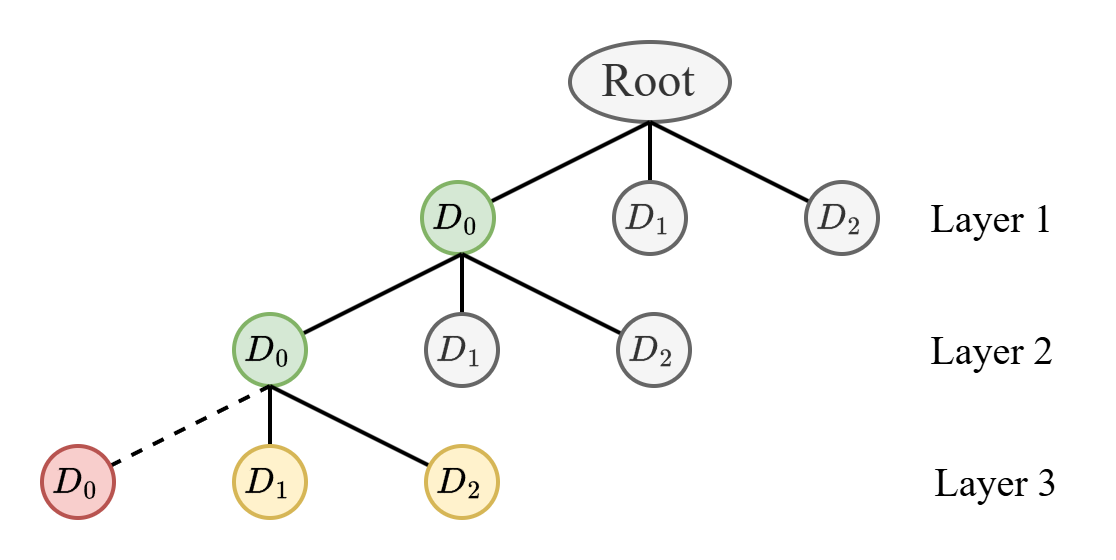 Root
D₀ D₁ D₂ Layer 1
D₀ D₁ D₂ Layer 2
D₀ D₁ D₂ Layer 3